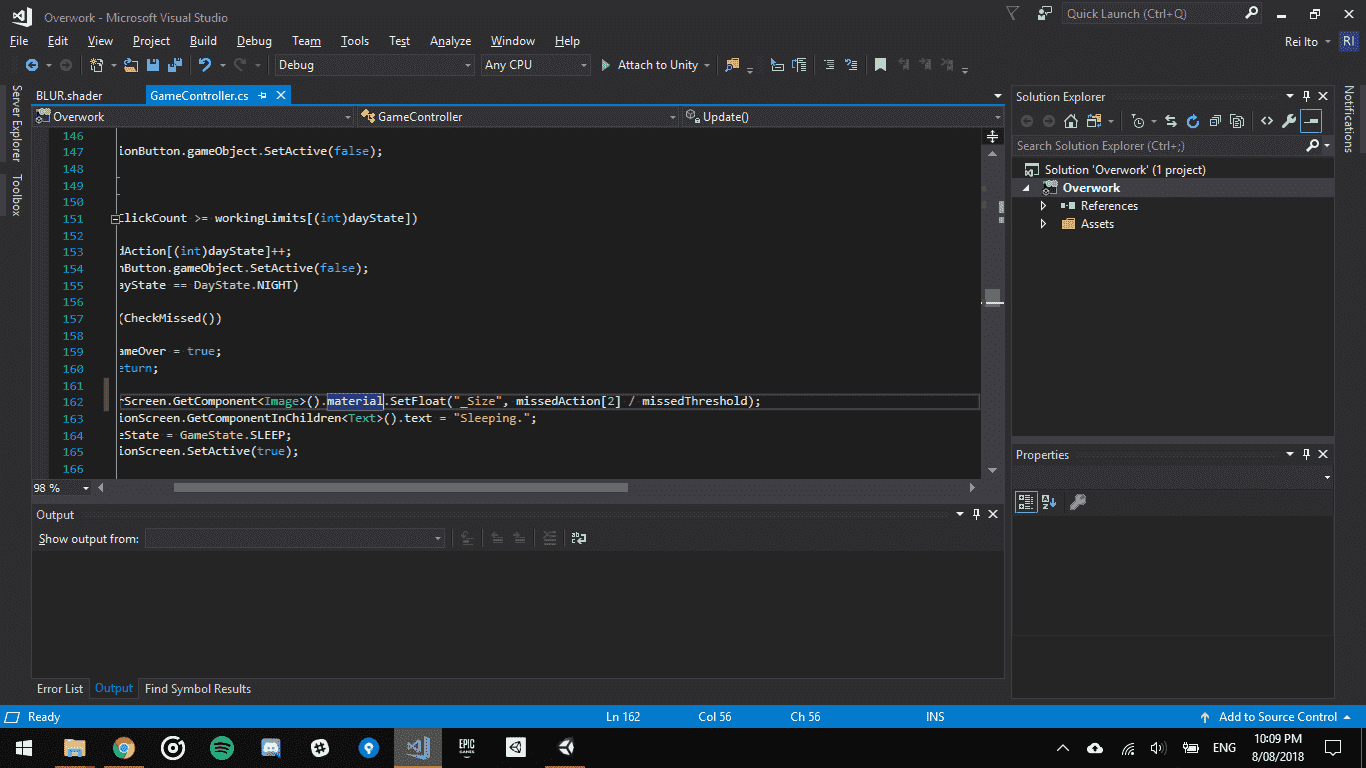 Overwork - Microsoft Visual Studio
Quick Launch (Ctrl+Q)
File Edit View Project Build Debug Team Tools Test Analyze Window Help
Rei Ito RI
Debug Any CPU Attach to Unity
Server Explorer
Toolbox
BLUR.shader GameController.cs
Overwork GameController Update()
146
147 ionButton.gameObject.SetActive(false);
148
149
150
151 ClickCount >= workingLimits[(int)dayState])
152
153 dAction[(int)dayState]++;
154 nButton.gameObject.SetActive(false);
155 ayState == DayState.NIGHT)
156
157 (CheckMissed())
158
159 ameOver = true;
160 eturn;
161
162 rScreen.GetComponent<Image>().material.SetFloat("_Size", missedAction[2] / missedThreshold);
163 ionScreen.GetComponentInChildren<Text>().text = "Sleeping.";
164 eState = GameState.SLEEP;
165 ionScreen.SetActive(true);
166
98 %
Output
Show output from:
Error List Output Find Symbol Results
Solution Explorer
Search Solution Explorer (Ctrl+;)
Solution 'Overwork' (1 project)
Overwork
References
Assets
Properties
Notifications
Ready Ln 162 Col 56 Ch 56 INS Add to Source Control
EPIC GAMES
ENG 10:09 PM
8/08/2018